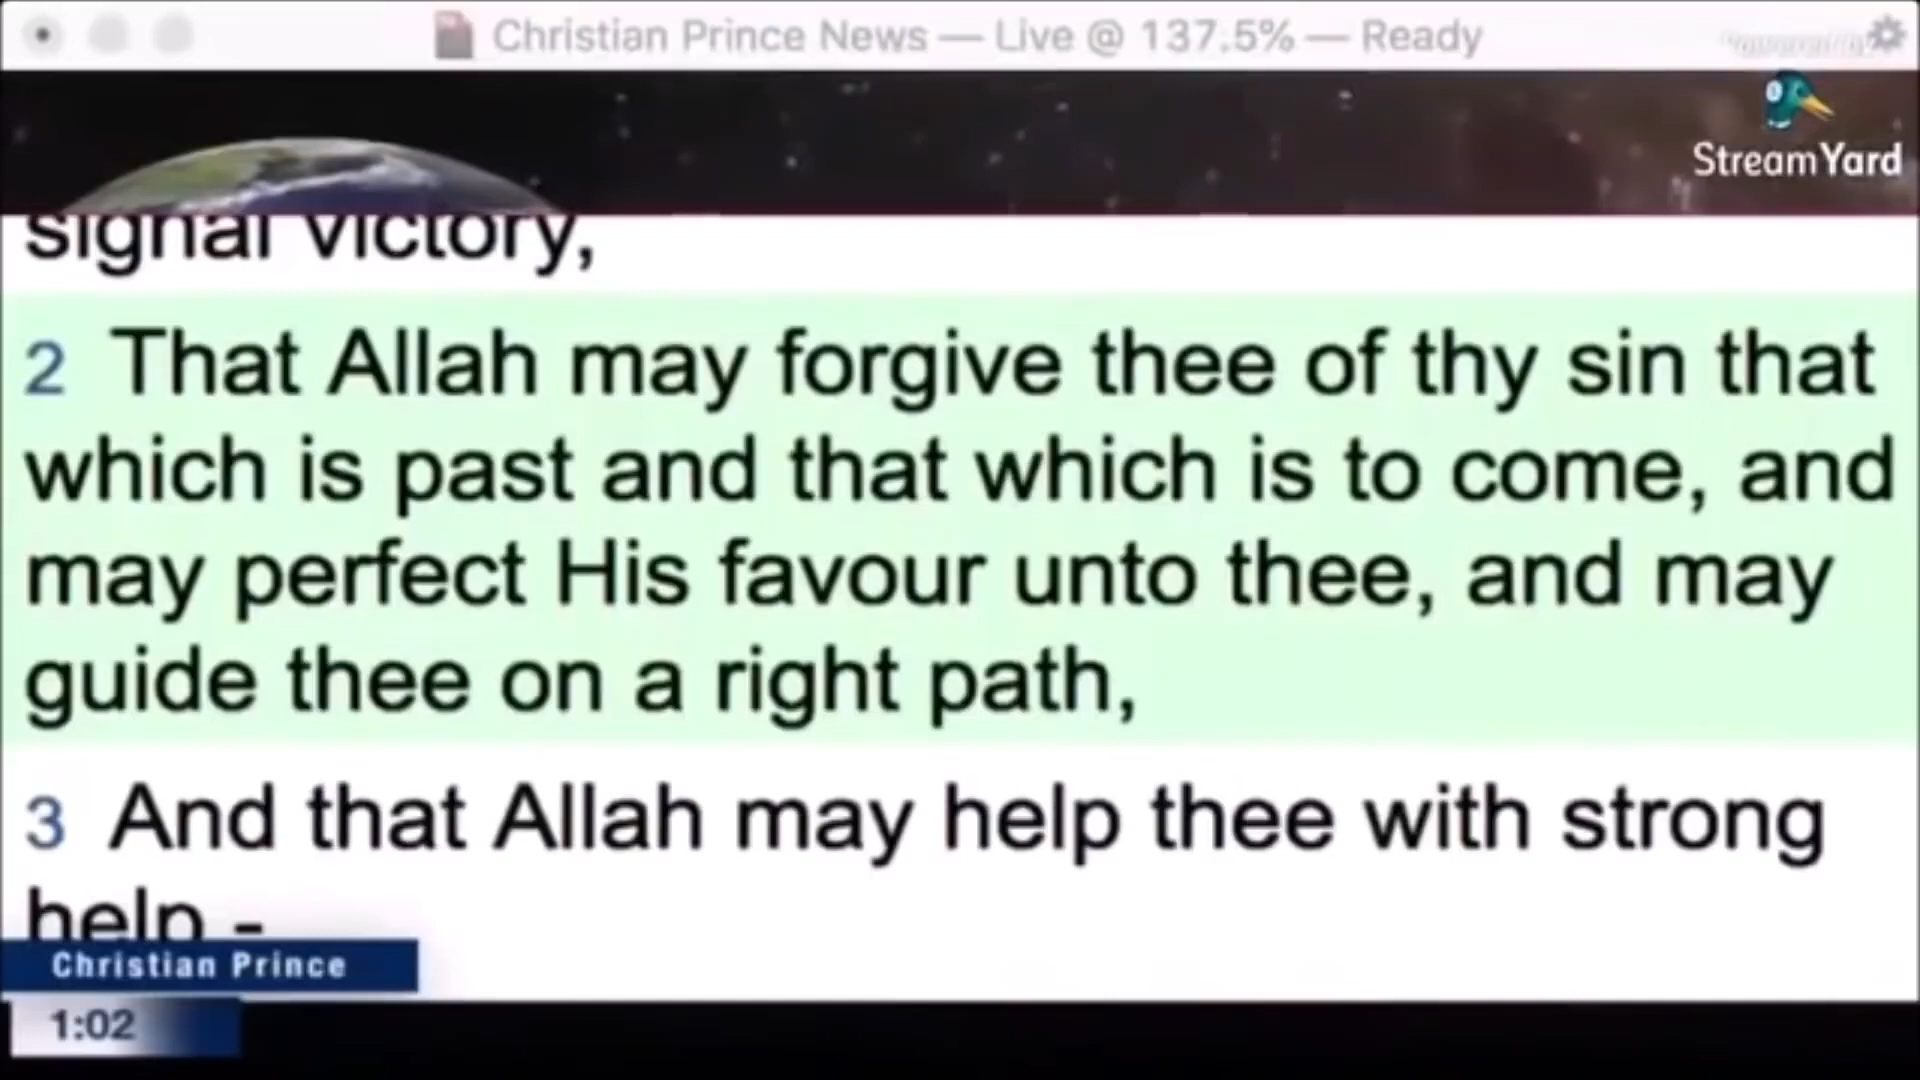 Christian Prince News — Live @ 137.5% — Ready
StreamYard
signal victory,
2 That Allah may forgive thee of thy sin that
which is past and that which is to come, and
may perfect His favour unto thee, and may
guide thee on a right path,
3 And that Allah may help thee with strong
help -
Christian Prince
1:02